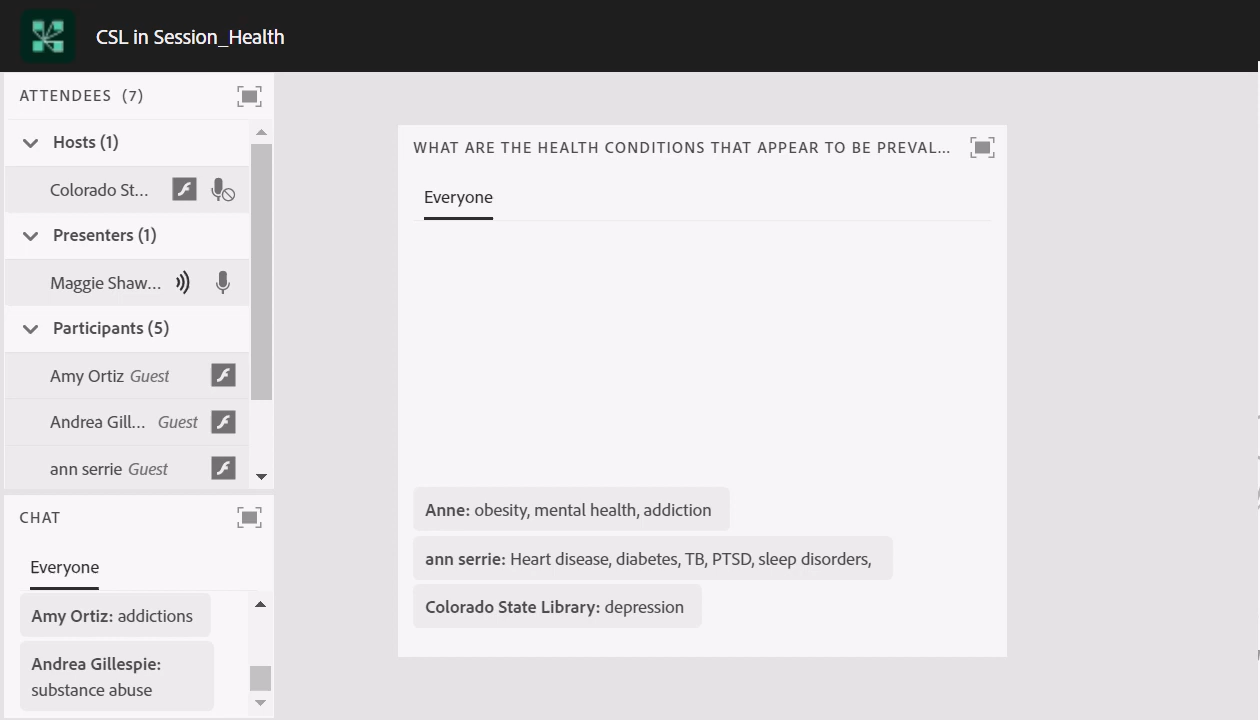 CSL in Session_Health
ATTENDEES (7)
Hosts (1)
Colorado St...
Presenters (1)
Maggie Shaw...
Participants (5)
Amy Ortiz Guest
Andrea Gill... Guest
ann serrie Guest
CHAT
Everyone
Amy Ortiz: addictions
Andrea Gillespie:
substance abuse
WHAT ARE THE HEALTH CONDITIONS THAT APPEAR TO BE PREVAL...
Everyone
Anne: obesity, mental health, addiction
ann serrie: Heart disease, diabetes, TB, PTSD, sleep disorders,
Colorado State Library: depression